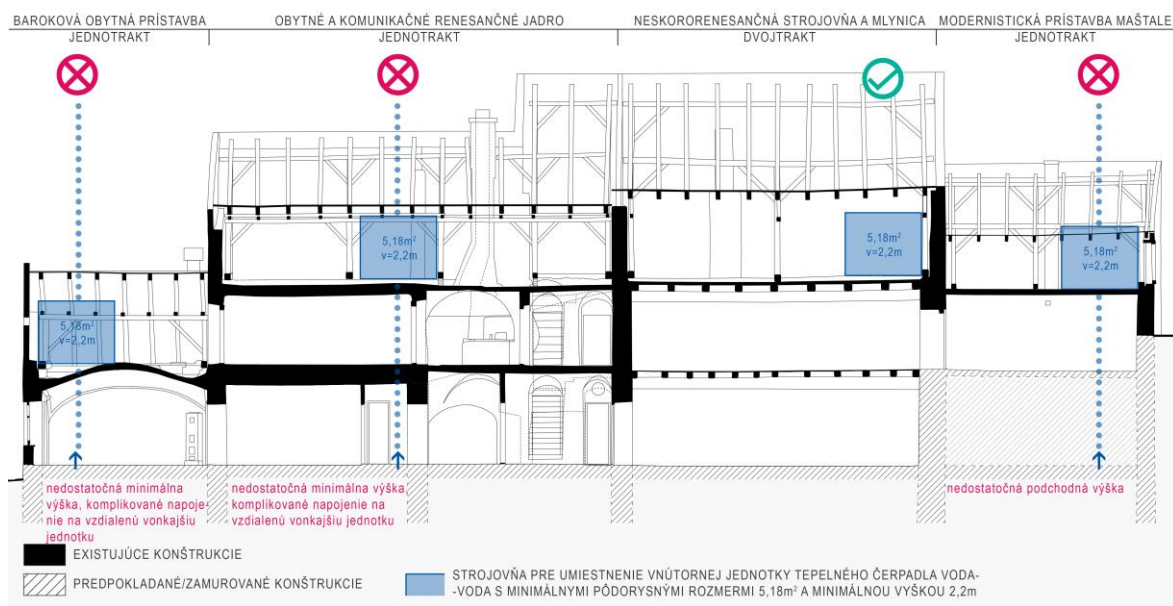 BAROKOVÁ OBYTNÁ PRÍSTAVBA
JEDNOTRAKT
OBYTNÉ A KOMUNIKAČNÉ RENESANČNÉ JADRO
JEDNOTRAKT
NESKORORENESANČNÁ STROJOVŇA A MLYNICA
DVOJTRAKT
MODERNISTICKÁ PRÍSTAVBA MAŠTALE
JEDNOTRAKT
5,18m²
v=2,2m
5,18m²
v=2,2m
5,18m²
v=2,2m
5,18m²
v=2,2m
nedostatočná minimálna
výška, komplikované napoje-
nie na vzdialenú vonkajšiu
jednotku
nedostatočná minimálna výška,
komplikované napojenie na
vzdialenú vonkajšiu jednotku
nedostatočná podchodná výška
EXISTUJÚCE KONŠTRUKCIE
PREDPOKLADANÉ/ZAMUROVANÉ KONŠTRUKCIE
STROJOVŇA PRE UMIESTNENIE VNÚTORNEJ JEDNOTKY TEPELNÉHO ČERPADLA VODA-
-VODA S MINIMÁLNYMI PÔDORYSNÝMI ROZMERMI 5,18m² A MINIMÁLNOU VÝŠKOU 2,2m